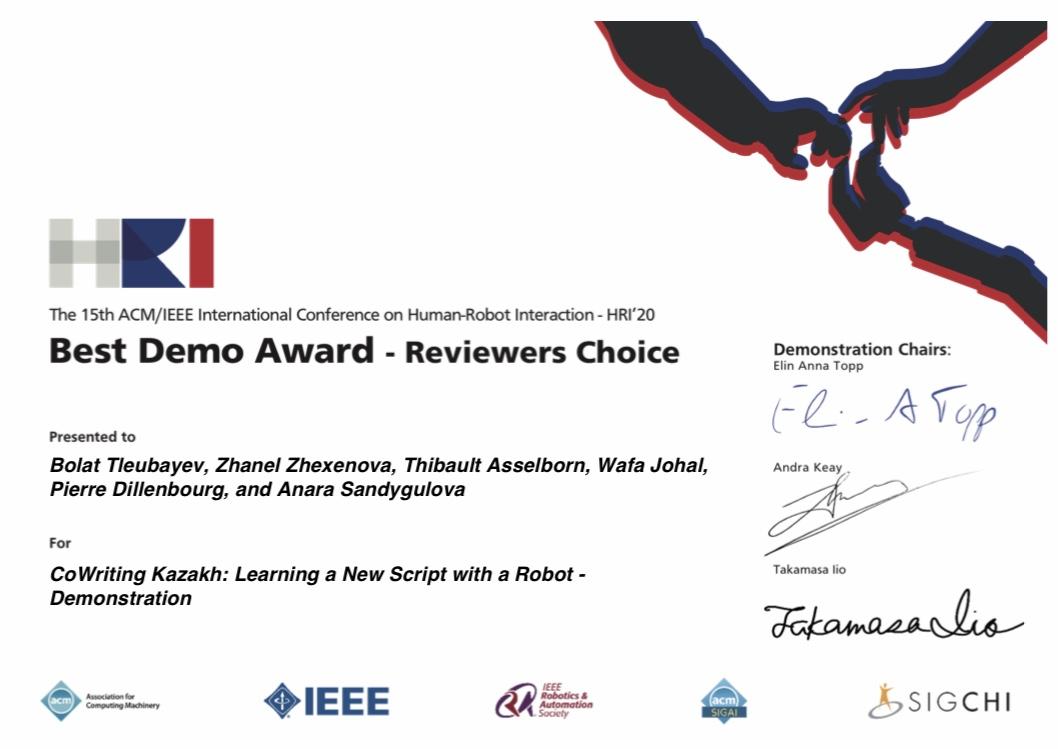 HRI
The 15th ACM/IEEE International Conference on Human-Robot Interaction - HRI'20
Best Demo Award - Reviewers Choice
Presented to
Bolat Tleubayev, Zhanel Zhexenova, Thibault Asselborn, Wafa Johal,
Pierre Dillenbourg, and Anara Sandygulova
For
CoWriting Kazakh: Learning a New Script with a Robot -
Demonstration
Demonstration Chairs:
Elin Anna Topp
Eli - A Topp
Andra Keay
Takamasa Iio
Takamasa Iio
acm
Association for
Computing Machinery
IEEE
RA
IEEE
Robotics &
Automation
Society
acm
SIGAI
SIGCHI